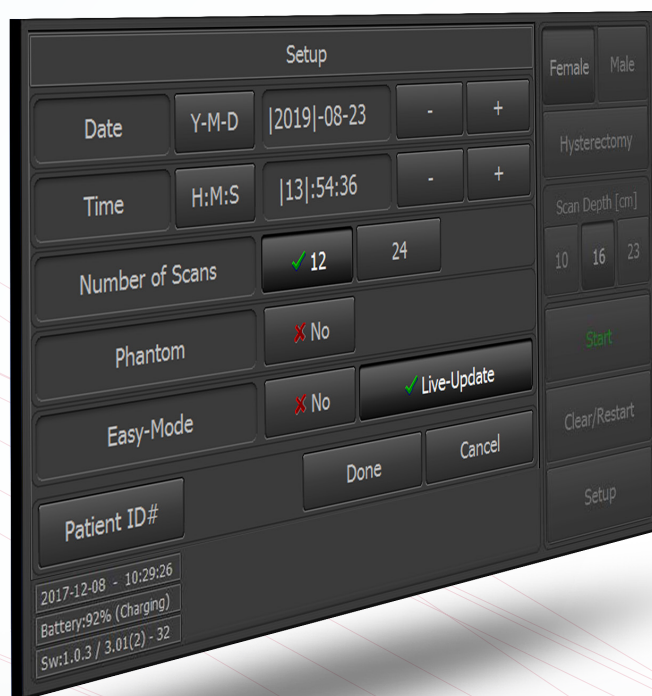 Setup
Date Y-M-D |2019|-08-23 - +
Time H:M:S |13|:54:36 - +
Number of Scans ✓ 12 24
Phantom ✗ No
Easy-Mode ✗ No ✓ Live-Update
Done Cancel
Patient ID#
2017-12-08 - 10:29:26
Battery:92% (Charging)
Sw:1.0.3 / 3.01(2) - 32
Female Male
Hysterectomy
Scan Depth [cm]
10 16 23
Start
Clear/Restart
Setup